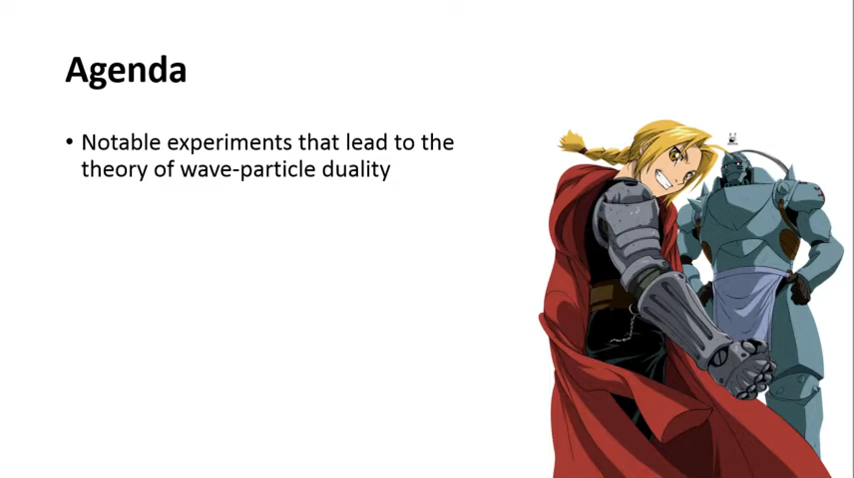 Agenda
• Notable experiments that lead to the
theory of wave-particle duality